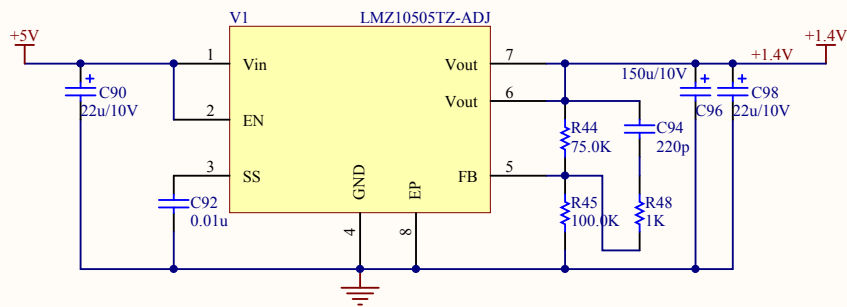 V1 LMZ10505TZ-ADJ
+5V +1.4V
1 Vin Vout 7 +1.4V
C90 22u/10V
2 EN Vout 6
150u/10V C96
C98 22u/10V
R44 75.0K
C94 220p
3 SS FB 5
C92 0.01u
GND EP
4 8
R45 100.0K
R48 1K
+ + +